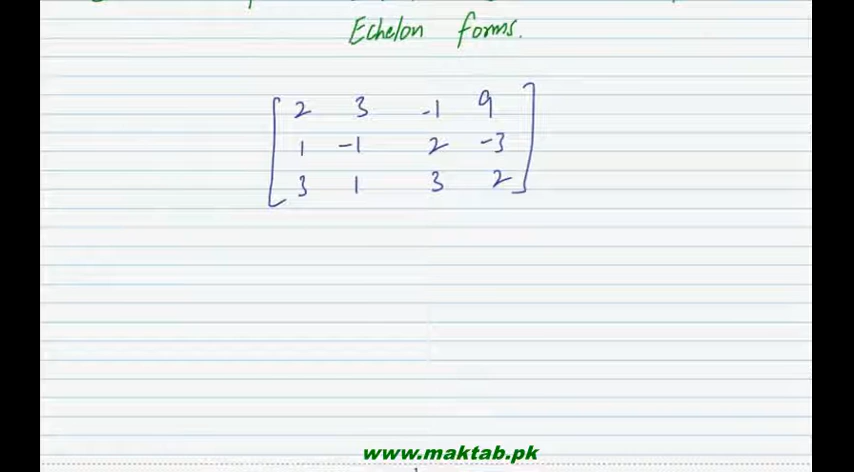 Echelon forms.
2 3 -1 9
1 -1 2 -3
3 1 3 2
www.maktab.pk